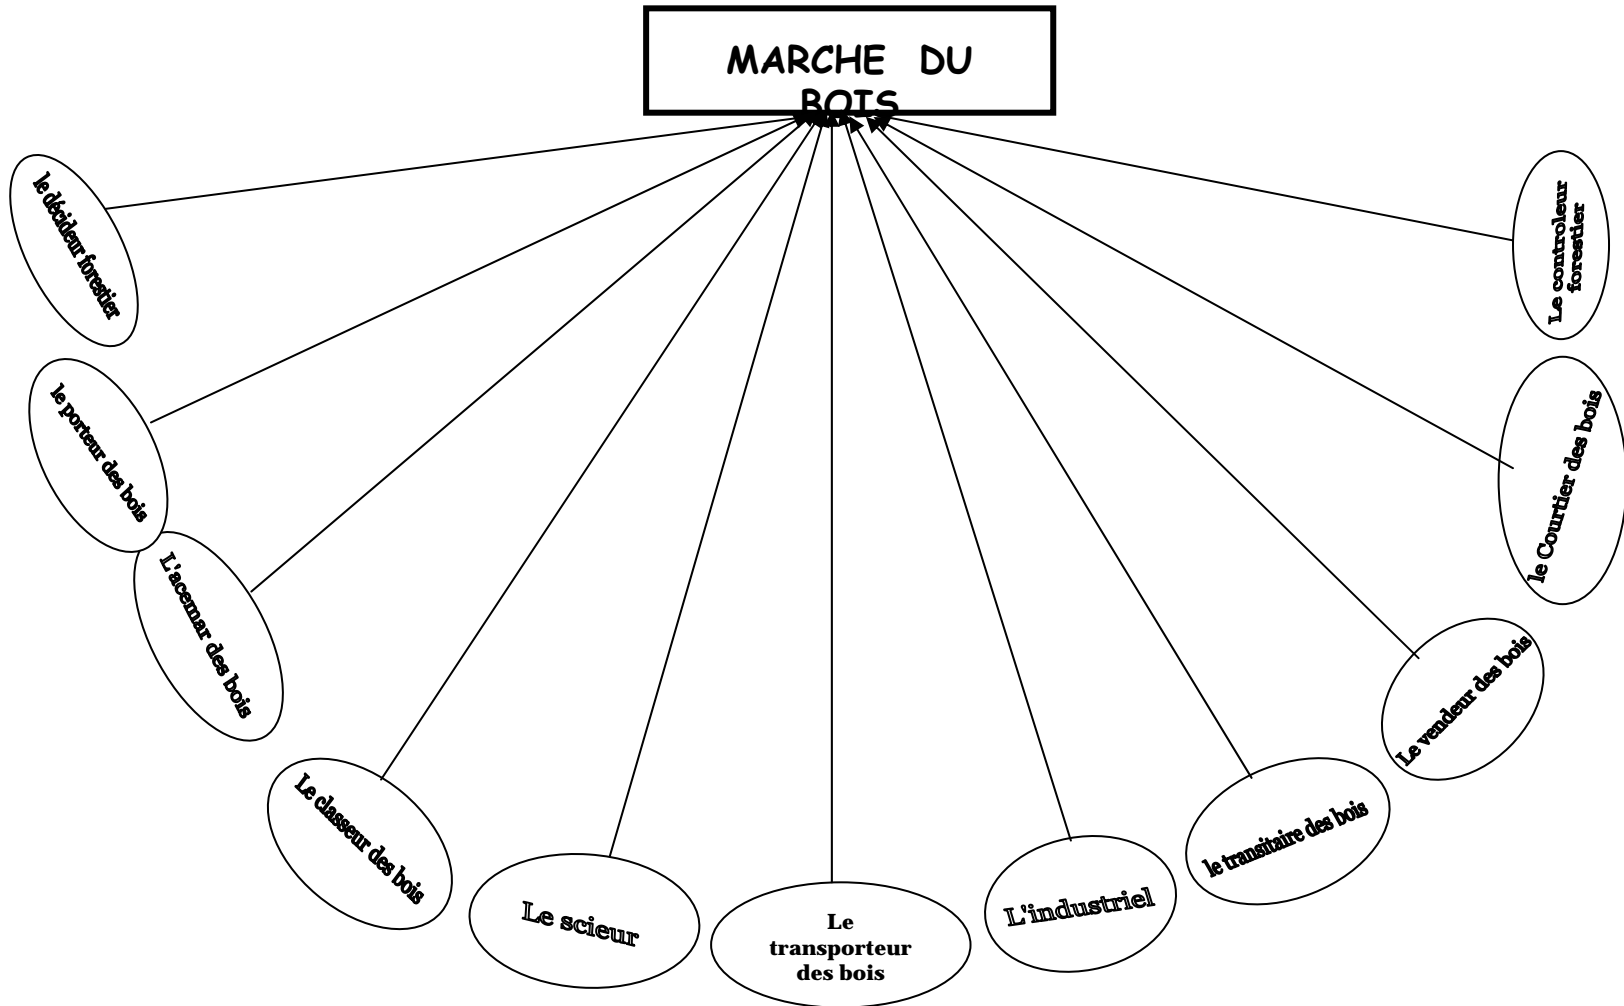 MARCHE DU
BOIS
le décideur forestier
le porteur des bois
L'acemar des bois
Le classeur des bois
Le scieur
Le
transporteur
des bois
L'industriel
le transitaire des bois
Le vendeur des bois
le Courtier des bois
Le controleur
forestier